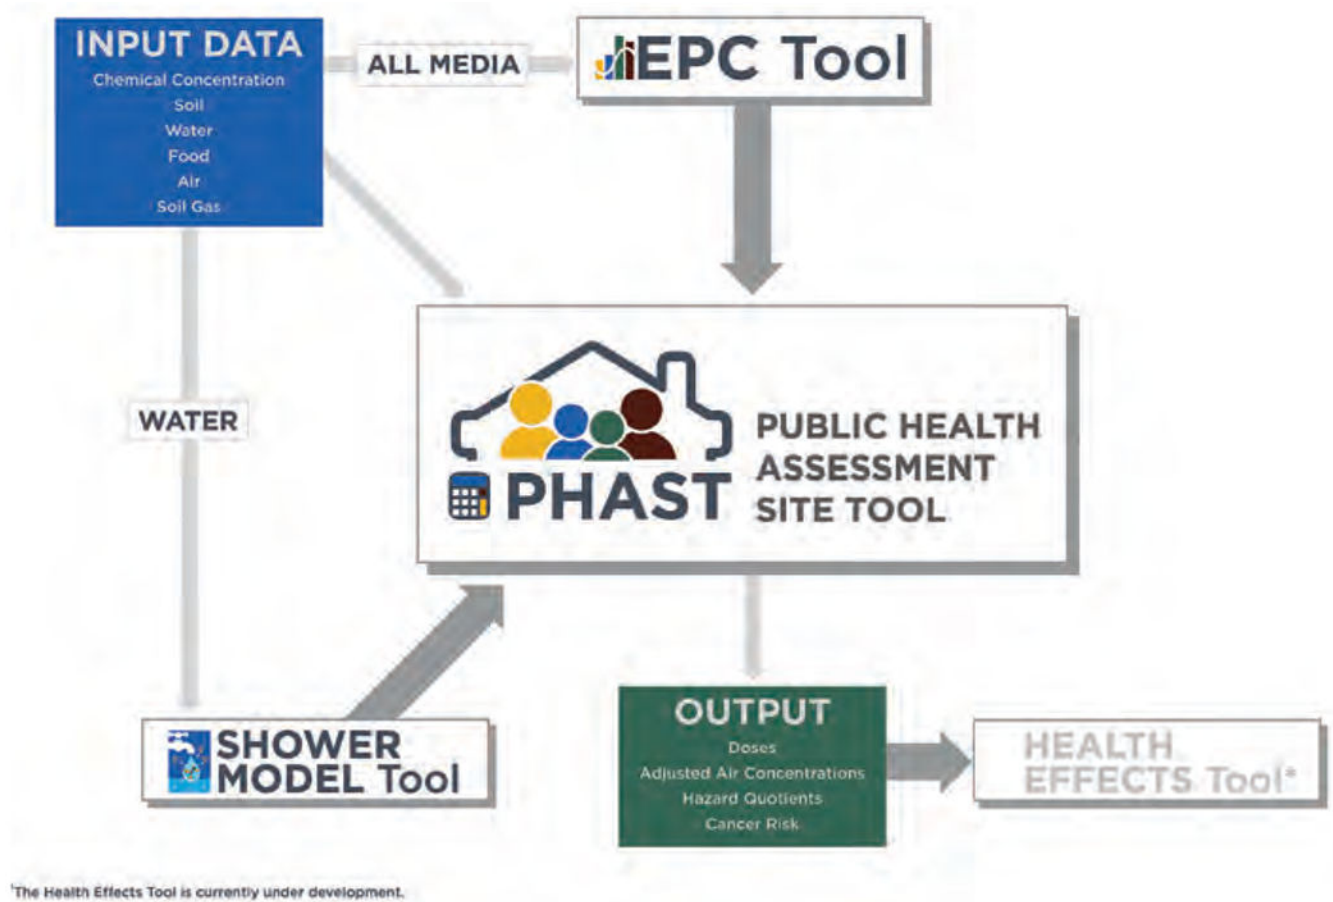 INPUT DATA
Chemical Concentration
Soil
Water
Food
Air
Soil Gas
ALL MEDIA
EPC Tool
WATER
PHAST
PUBLIC HEALTH
ASSESSMENT
SITE TOOL
SHOWER
MODEL Tool
OUTPUT
Doses
Adjusted Air Concentrations
Hazard Quotients
Cancer Risk
HEALTH
EFFECTS Tool*
¹The Health Effects Tool is currently under development.